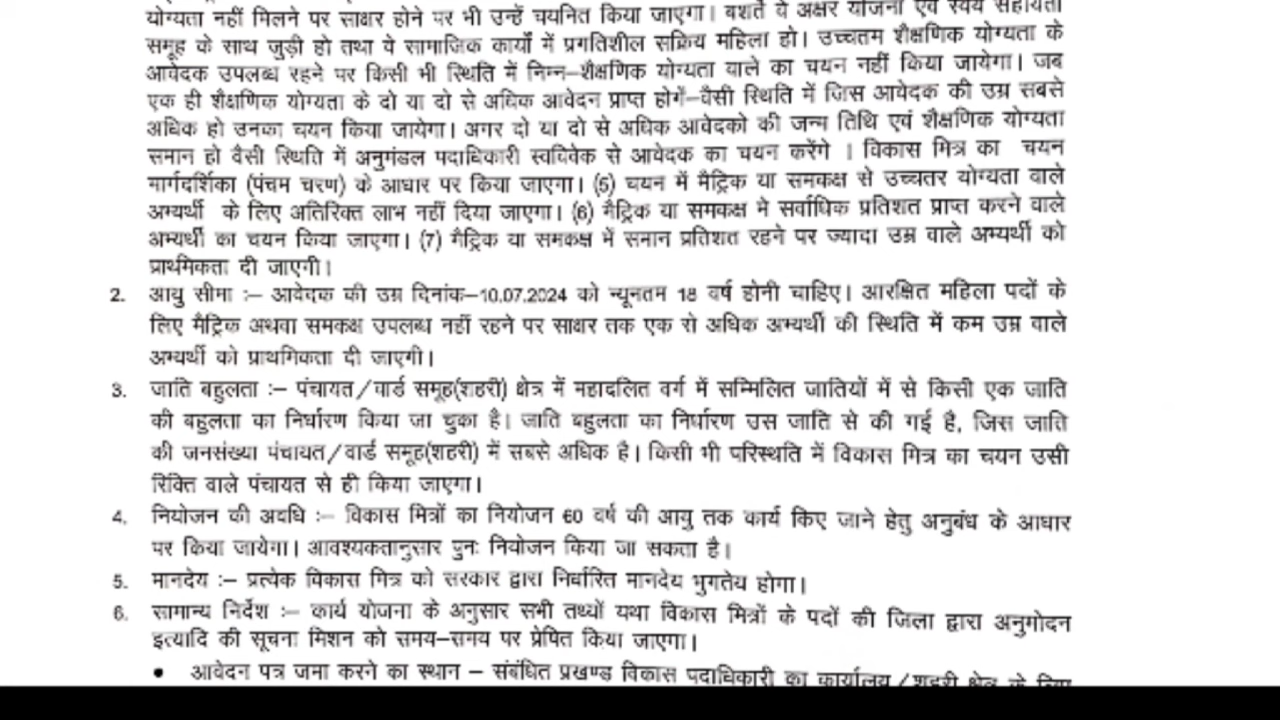 योग्यता नहीं मिलने पर साक्षर होने पर भी उन्हें चयनित किया जाएगा। बशर्ते वे अक्षर योजना एवं स्वयं सहायता
समूह के साथ जुड़ी हो तथा वे सामाजिक कार्यों में प्रगतिशील सक्रिय महिला हो। उच्चतम शैक्षणिक योग्यता के
आवेदक उपलब्ध रहने पर किसी भी स्थिति में निम्न–शैक्षणिक योग्यता वाले का चयन नहीं किया जायेगा। जब
एक ही शैक्षणिक योग्यता के दो या दो से अधिक आवेदन प्राप्त होगें–वैसी स्थिति में जिस आवेदक की उम्र सबसे
अधिक हो उनका चयन किया जायेगा। अगर दो या दो से अधिक आवेदको की जन्म तिथि एवं शैक्षणिक योग्यता
समान हो वैसी स्थिति में अनुमंडल पदाधिकारी स्वविवेक से आवेदक का चयन करेंगे । विकास मित्र का चयन
मार्गदर्शिका (पंचम चरण) के आधार पर किया जाएगा। (5) चयन में मैट्रिक या समकक्ष से उच्चतर योग्यता वाले
अभ्यर्थी के लिए अतिरिक्त लाभ नहीं दिया जाएगा। (6) मैट्रिक या समकक्ष मे सर्वाधिक प्रतिशत प्राप्त करने वाले
अभ्यर्थी का चयन किया जाएगा। (7) मैट्रिक या समकक्ष में समान प्रतिशत रहने पर ज्यादा उम्र वाले अभ्यर्थी को
प्राथमिकता दी जाएगी।
2. आयु सीमा :– आवेदक की उम्र दिनांक–10.07.2024 को न्यूनतम 18 वर्ष होनी चाहिए। आरक्षित महिला पदों के
लिए मैट्रिक अथवा समकक्ष उपलब्ध नहीं रहने पर साक्षर तक एक से अधिक अभ्यर्थी की स्थिति में कम उम्र वाले
अभ्यर्थी को प्राथमिकता दी जाएगी।
3. जाति बहुलता :– पंचायत/वार्ड समूह(शहरी) क्षेत्र में महादलित वर्ग में सम्मिलित जातियों में से किसी एक जाति
की बहुलता का निर्धारण किया जा चुका है। जाति बहुलता का निर्धारण उस जाति से की गई है, जिस जाति
की जनसंख्या पंचायत/वार्ड समूह(शहरी) में सबसे अधिक है। किसी भी परिस्थति में विकास मित्र का चयन उसी
रिक्ति वाले पंचायत से ही किया जाएगा।
4. नियोजन की अवधि :– विकास मित्रों का नियोजन 60 वर्ष की आयु तक कार्य किए जाने हेतु अनुबंध के आधार
पर किया जायेगा। आवश्यकतानुसार पुनः नियोजन किया जा सकता है।
5. मानदेय :– प्रत्येक विकास मित्र को सरकार द्वारा निर्धारित मानदेय भुगतेय होगा।
6. सामान्य निर्देश :– कार्य योजना के अनुसार सभी तथ्यों यथा विकास मित्रों के पदों की जिला द्वारा अनुमोदन
इत्यादि की सूचना मिशन को समय–समय पर प्रेषित किया जाएगा।
• आवेदन पत्र जमा करने का स्थान – संबंधित प्रखण्ड विकास पदाधिकारी का कार्यालय/शहरी क्षेत्र के लिए